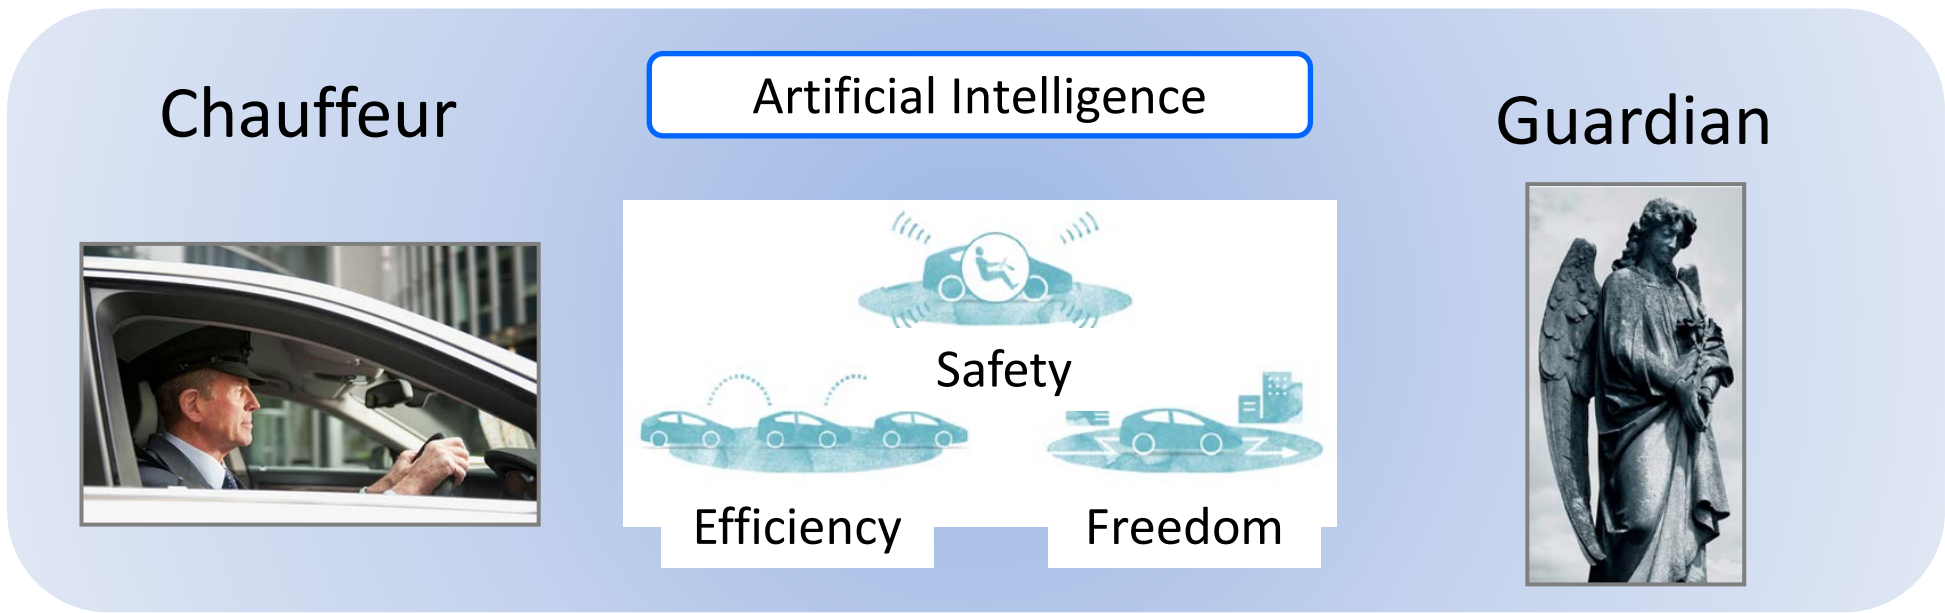 Chauffeur
Artificial Intelligence
Guardian
Safety
Efficiency
Freedom